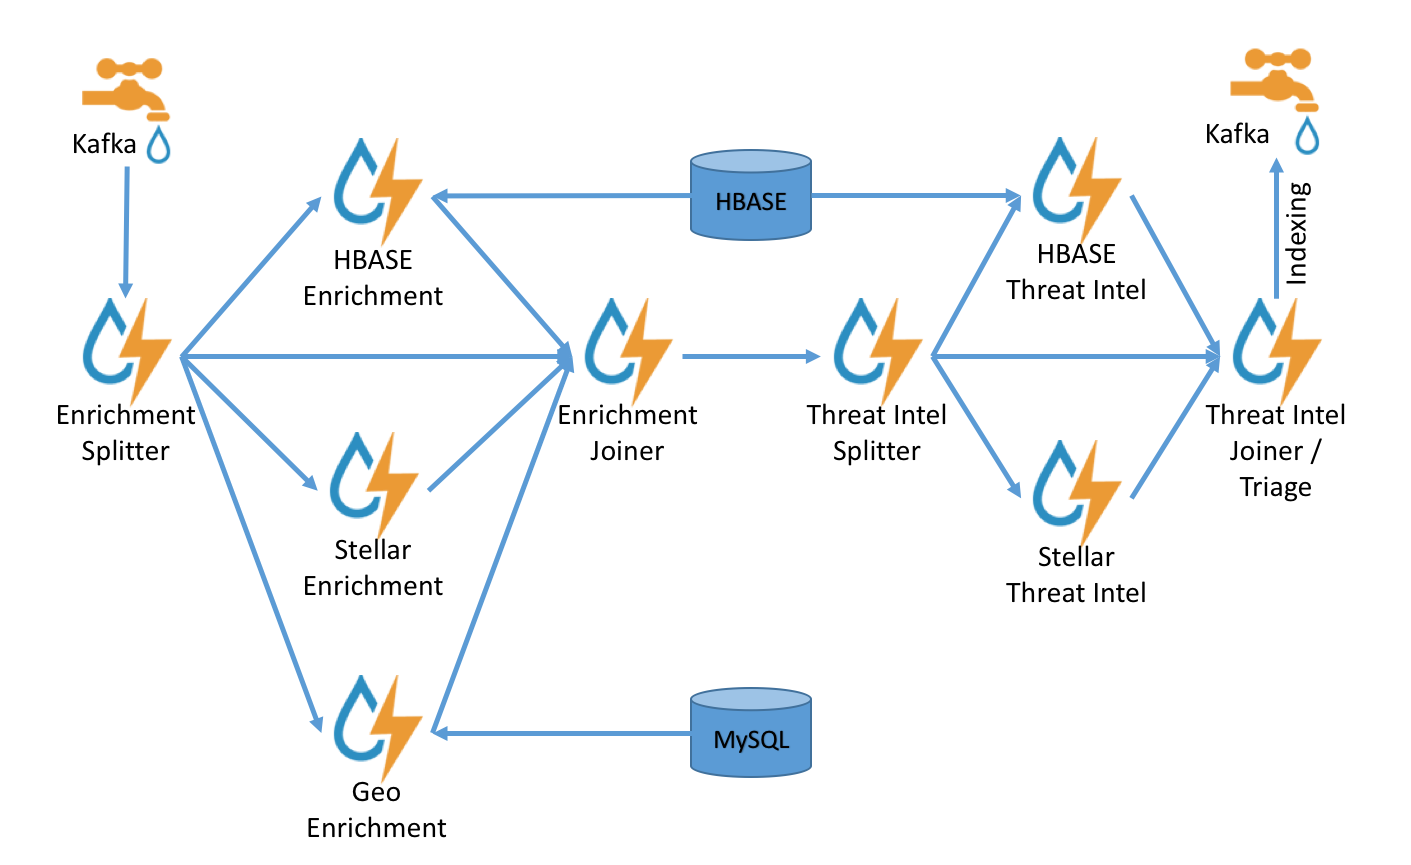 Kafka
Enrichment
Splitter
HBASE
Enrichment
Stellar
Enrichment
Geo
Enrichment
HBASE
MySQL
Enrichment
Joiner
Threat Intel
Splitter
HBASE
Threat Intel
Stellar
Threat Intel
Threat Intel
Joiner /
Triage
Indexing
Kafka